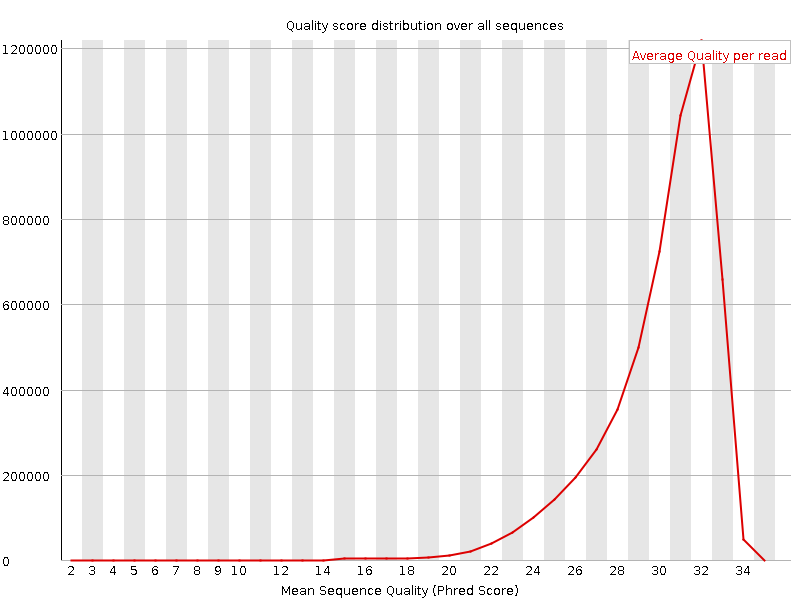 Quality score distribution over all sequences
Average Quality per read
1200000
1000000
800000
600000
400000
200000
0
2 3 4 5 6 7 8 9 10 12 14 16 18 20 22 24 26 28 30 32 34
Mean Sequence Quality (Phred Score)